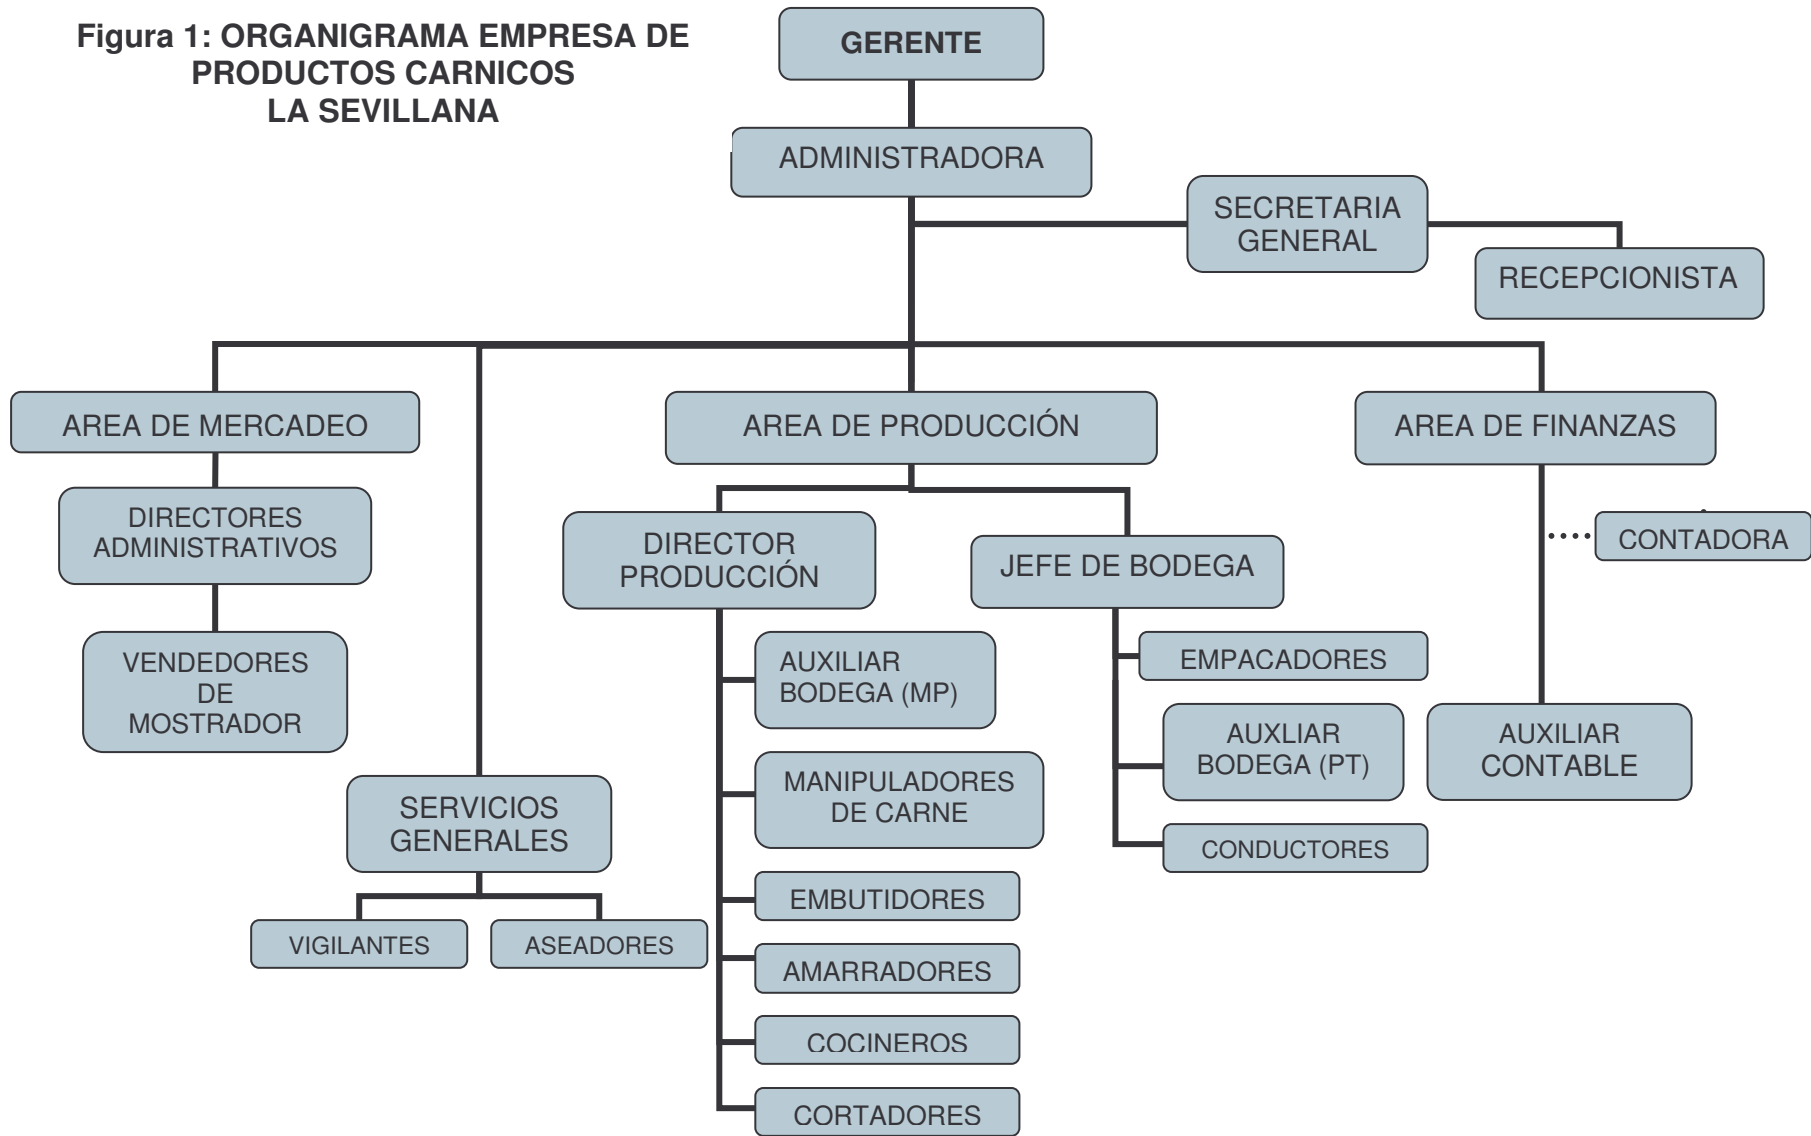 Figura 1: ORGANIGRAMA EMPRESA DE
PRODUCTOS CARNICOS
LA SEVILLANA
GERENTE
ADMINISTRADORA
SECRETARIA
GENERAL
RECEPCIONISTA
AREA DE MERCADEO
AREA DE PRODUCCIÓN
AREA DE FINANZAS
DIRECTORES
ADMINISTRATIVOS
DIRECTOR
PRODUCCIÓN
JEFE DE BODEGA
CONTADORA
VENDEDORES
DE
MOSTRADOR
AUXILIAR
BODEGA (MP)
EMPACADORES
AUXLIAR
BODEGA (PT)
AUXILIAR
CONTABLE
SERVICIOS
GENERALES
MANIPULADORES
DE CARNE
CONDUCTORES
EMBUTIDORES
VIGILANTES
ASEADORES
AMARRADORES
COCINEROS
CORTADORES